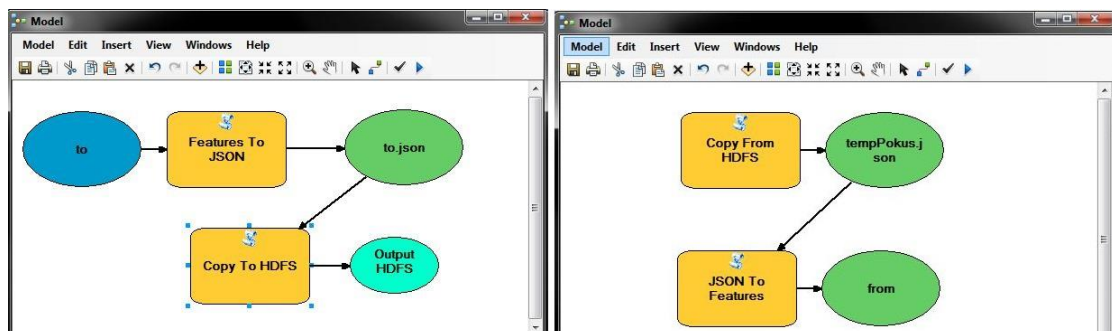 Model
Model Edit Insert View Windows Help
to
Features To
JSON
to.json
Copy To HDFS
Output
HDFS
Model
Model Edit Insert View Windows Help
Copy From
HDFS
tempPokus.j
son
JSON To
Features
from